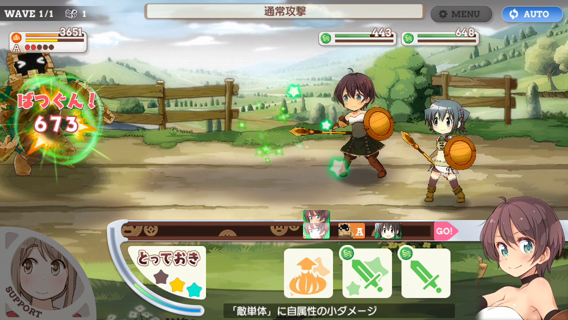 WAVE 1/1
1
通常攻撃
MENU
AUTO
3651
A
443
648
ばつぐん！
673
A
GO!
とっておき
SUPPORT
「敵単体」に自属性の小ダメージ